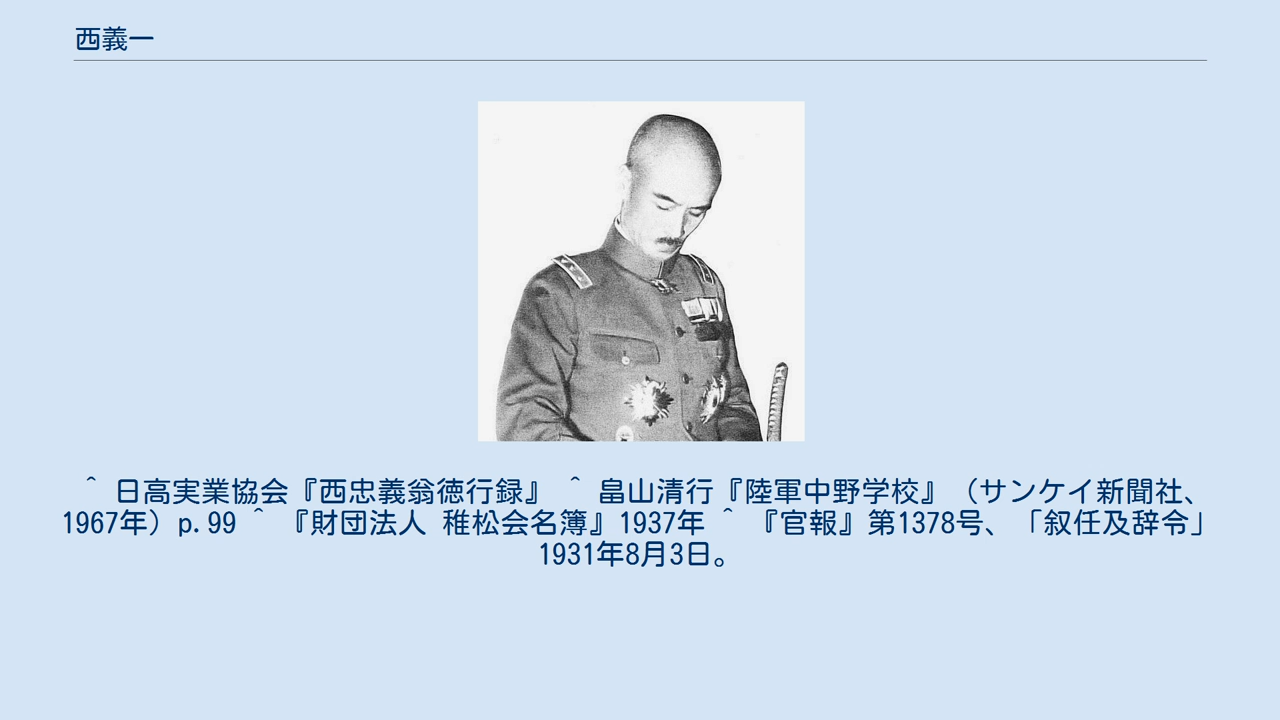 西義一
^ 日高実業協会『西忠義翁徳行録』 ^ 畠山清行『陸軍中野学校』（サンケイ新聞社、
1967年）p.99 ^ 『財団法人 稚松会名簿』1937年 ^ 『官報』第1378号、「叙任及辞令」
1931年8月3日。